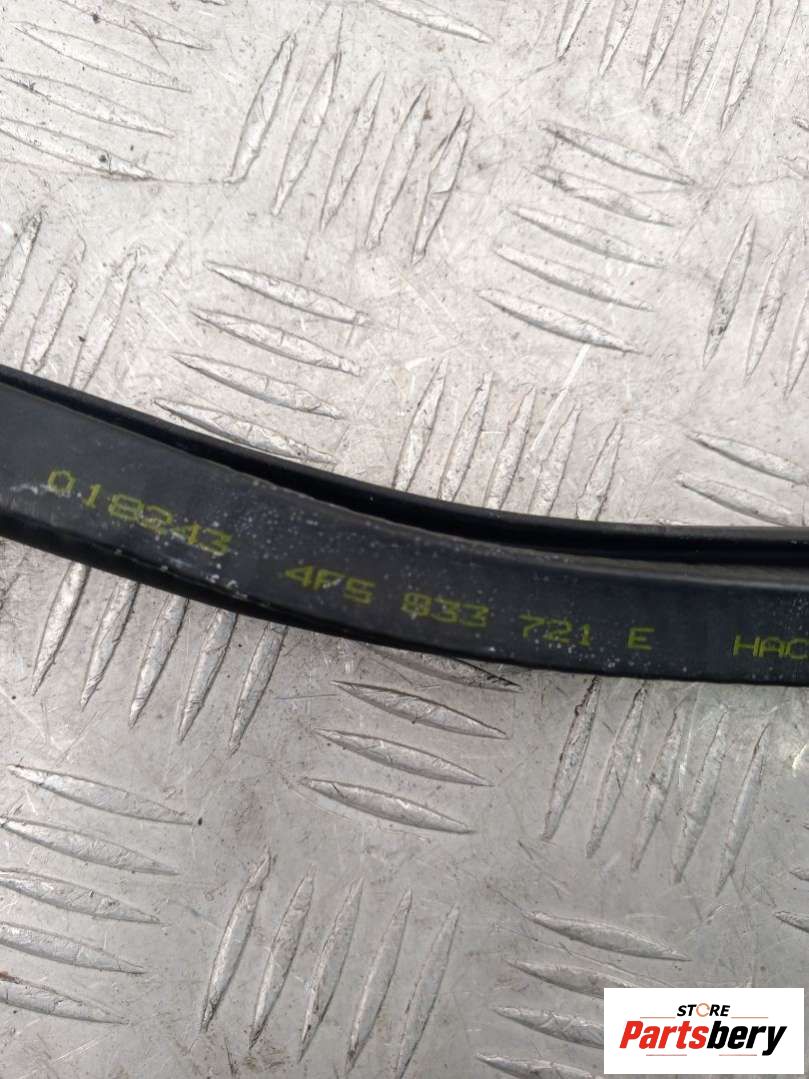 018243 4F5 833 721 E HAC
STORE
Partsbery